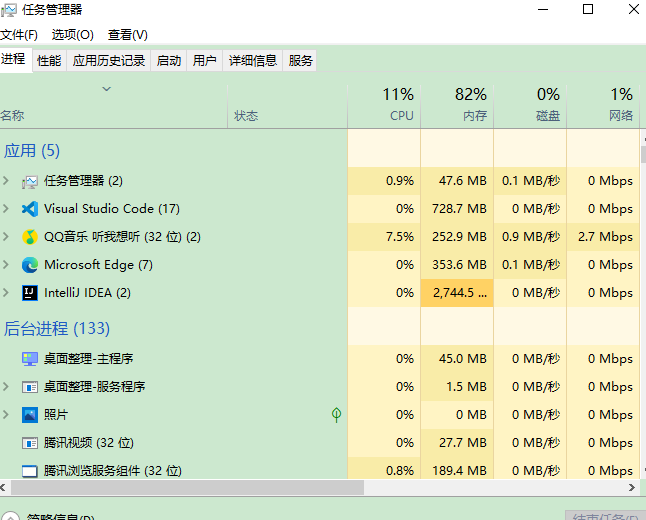 任务管理器
文件(F) 选项(O) 查看(V)
进程 性能 应用历史记录 启动 用户 详细信息 服务
11% 82% 0% 1%
名称 状态 CPU 内存 磁盘 网络
应用 (5)
任务管理器 (2) 0.9% 47.6 MB 0.1 MB/秒 0 Mbps
Visual Studio Code (17) 0% 728.7 MB 0 MB/秒 0 Mbps
QQ音乐 听我想听 (32 位) (2) 7.5% 252.9 MB 0.9 MB/秒 2.7 Mbps
Microsoft Edge (7) 0% 353.6 MB 0.1 MB/秒 0 Mbps
IntelliJ IDEA (2) 0% 2,744.5 ... 0 MB/秒 0 Mbps
后台进程 (133)
桌面整理-主程序 0% 45.0 MB 0 MB/秒 0 Mbps
桌面整理-服务程序 0% 1.5 MB 0 MB/秒 0 Mbps
照片 0% 0 MB 0 MB/秒 0 Mbps
腾讯视频 (32 位) 0% 27.7 MB 0 MB/秒 0 Mbps
腾讯浏览服务组件 (32 位) 0.8% 189.4 MB 0 MB/秒 0 Mbps
简略信息(D) 结束任务(E)